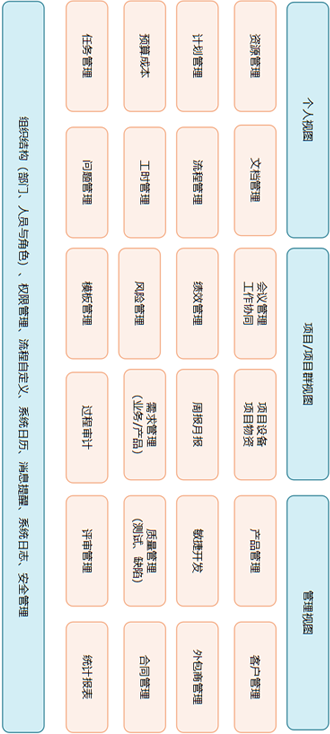 个人视图
项目/项目群视图
管理视图
资源管理
文档管理
会议管理
工作协同
项目设备
项目物资
产品管理
客户管理
计划管理
流程管理
绩效管理
周报月报
敏捷开发
外包商管理
预算成本
工时管理
风险管理
需求管理
(业务/产品)
质量管理
(测试、缺陷)
合同管理
任务管理
问题管理
模板管理
过程审计
评审管理
统计报表
组织结构（部门、人员与角色）、权限管理、流程自定义、系统日历、消息提醒、系统日志、安全管理